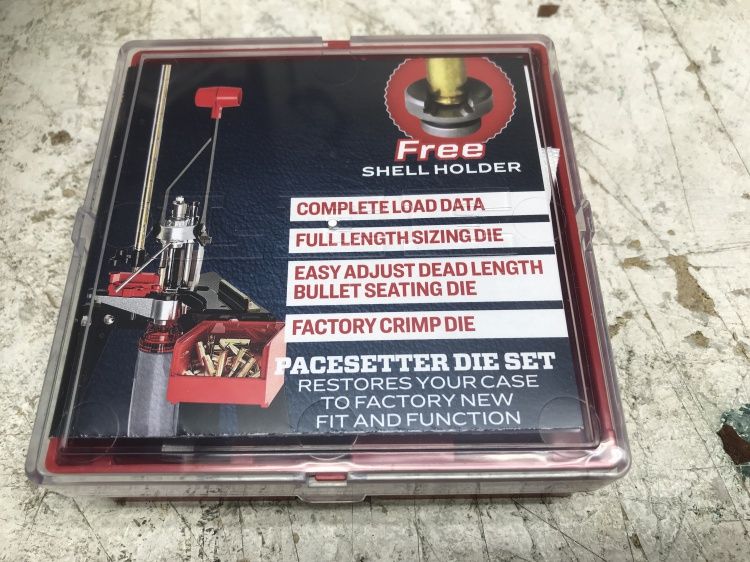 Free
SHELL HOLDER
COMPLETE LOAD DATA
FULL LENGTH SIZING DIE
EASY ADJUST DEAD LENGTH
BULLET SEATING DIE
FACTORY CRIMP DIE
PACESETTER DIE SET
RESTORES YOUR CASE
TO FACTORY NEW
FIT AND FUNCTION